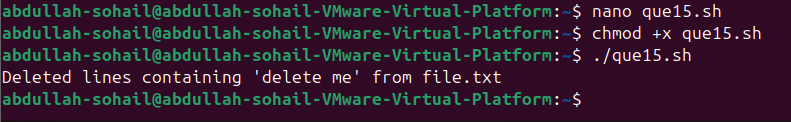 abdullah-sohail@abdullah-sohail-VMware-Virtual-Platform:~$ nano que15.sh
abdullah-sohail@abdullah-sohail-VMware-Virtual-Platform:~$ chmod +x que15.sh
abdullah-sohail@abdullah-sohail-VMware-Virtual-Platform:~$ ./que15.sh
Deleted lines containing 'delete me' from file.txt
abdullah-sohail@abdullah-sohail-VMware-Virtual-Platform:~$